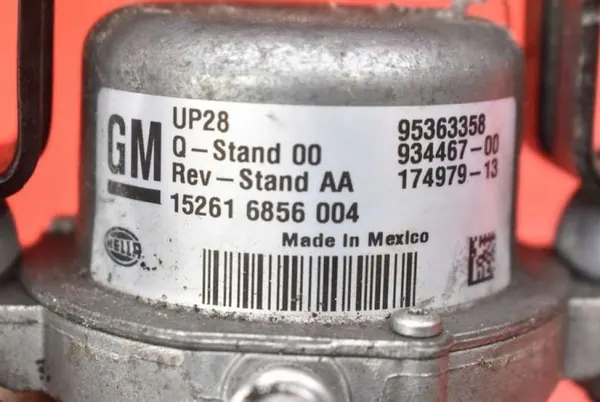 GM
UP28
Q-Stand 00
Rev-Stand AA
15261 6856 004
95363358
934467-00
174979-13
Made In Mexico
HELLA